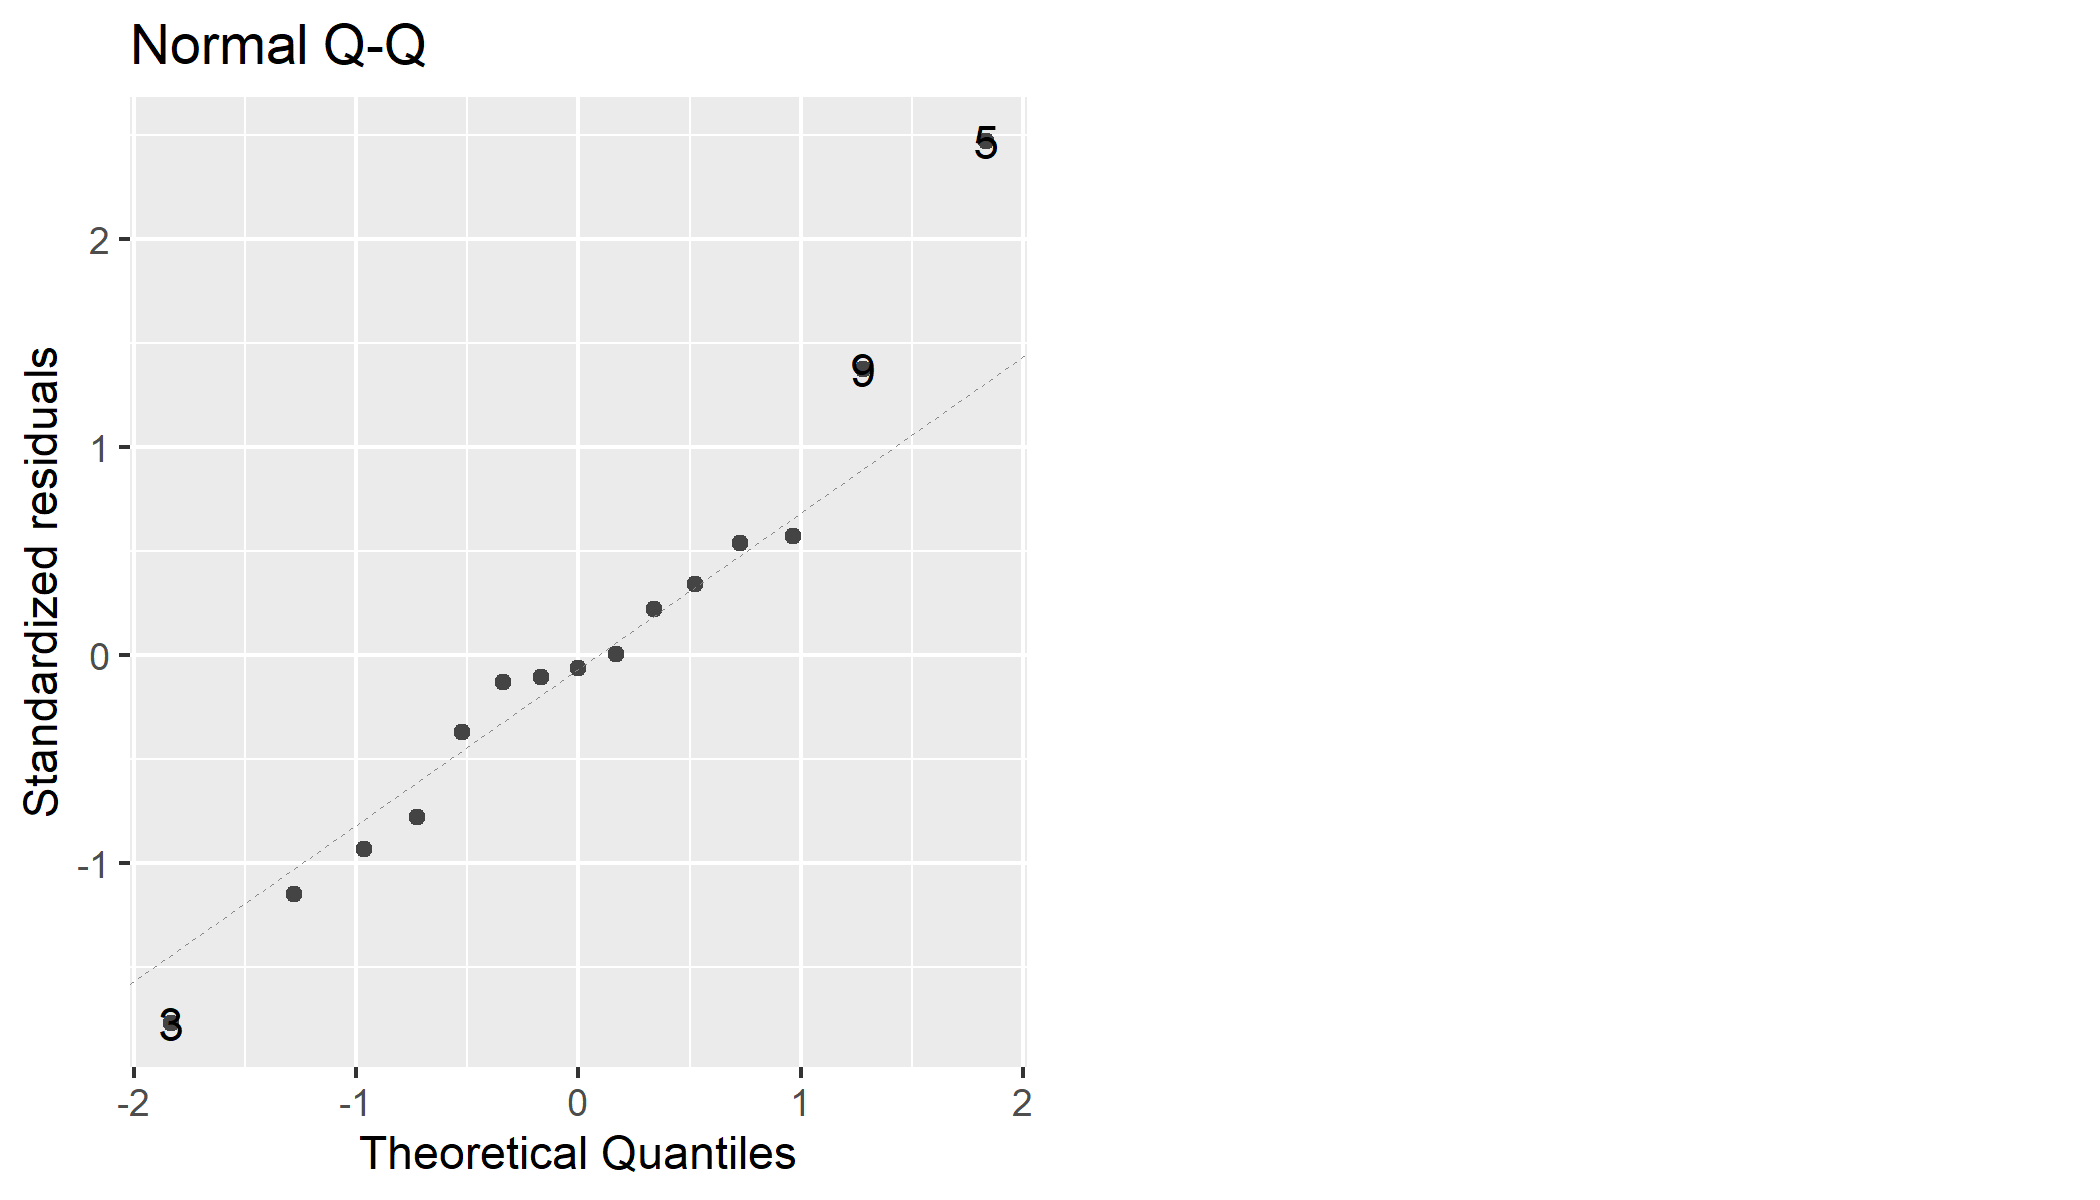 Normal Q-Q
5
2
9
1
0
-1
3
-2 -1 0 1 2
Standardized residuals
Theoretical Quantiles